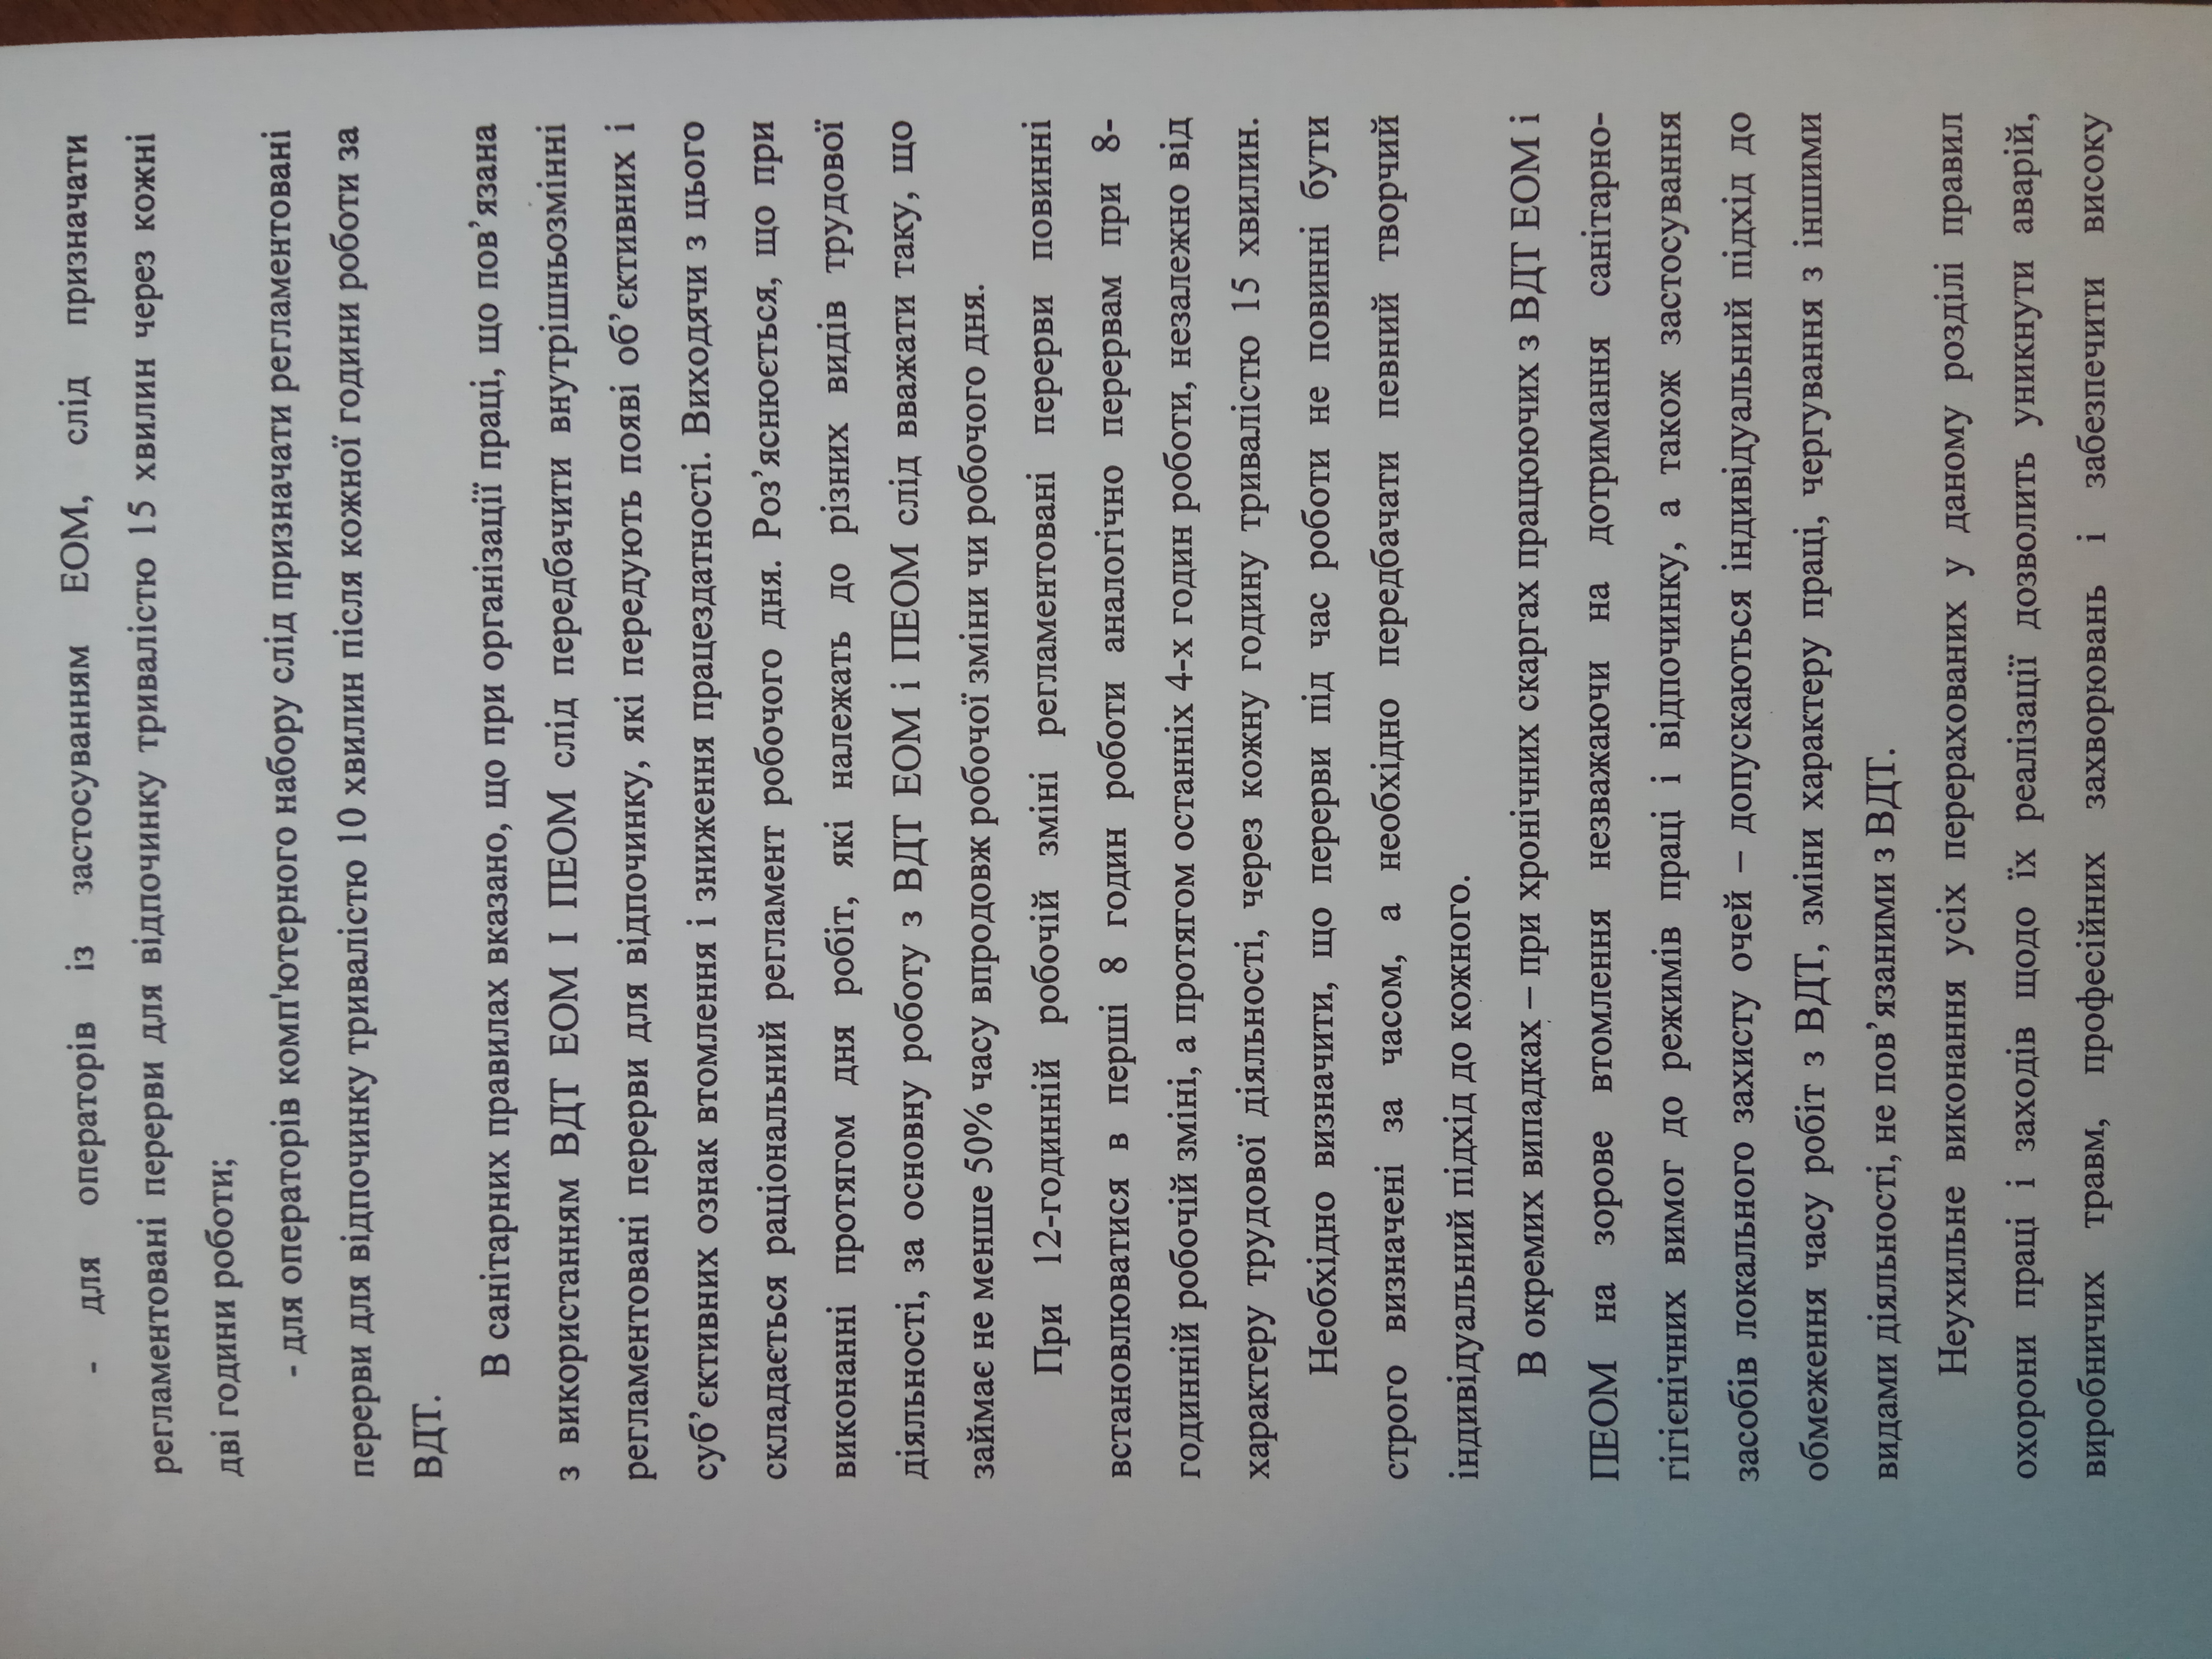 - для операторів із застосуванням ЕОМ, слід призначати
регламентовані перерви для відпочинку тривалістю 15 хвилин через кожні
дві години роботи;
- для операторів комп'ютерного набору слід призначати регламентовані
перерви для відпочинку тривалістю 10 хвилин після кожної години роботи за
ВДТ.
В санітарних правилах вказано, що при організації праці, що пов’язана
з використанням ВДТ ЕОМ І ПЕОМ слід передбачити внутрішньозмінні
регламентовані перерви для відпочинку, які передують появі об’єктивних і
суб’єктивних ознак втомлення і зниження працездатності. Виходячи з цього
складається раціональний регламент робочого дня. Роз’яснюється, що при
виконанні протягом дня робіт, які належать до різних видів трудової
діяльності, за основну роботу з ВДТ ЕОМ і ПЕОМ слід вважати таку, що
займає не менше 50% часу впродовж робочої зміни чи робочого дня.
При 12-годинній робочій зміні регламентовані перерви повинні
встановлюватися в перші 8 годин роботи аналогічно перервам при 8-
годинній робочій зміні, а протягом останніх 4-х годин роботи, незалежно від
характеру трудової діяльності, через кожну годину тривалістю 15 хвилин.
Необхідно визначити, що перерви під час роботи не повинні бути
строго визначені за часом, а необхідно передбачати певний творчий
індивідуальний підхід до кожного.
В окремих випадках – при хронічних скаргах працюючих з ВДТ ЕОМ і
ПЕОМ на зорове втомлення незважаючи на дотримання санітарно-
гігієнічних вимог до режимів праці і відпочинку, а також застосування
засобів локального захисту очей – допускаються індивідуальний підхід до
обмеження часу робіт з ВДТ, зміни характеру праці, чергування з іншими
видами діяльності, не пов’язаними з ВДТ.
Неухильне виконання усіх перерахованих у даному розділі правил
охорони праці і заходів щодо їх реалізації дозволить уникнути аварій,
виробничих травм, професійних захворювань і забезпечити високу